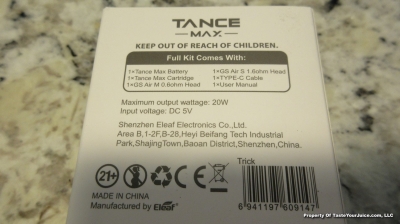 TANCE
MAX
KEEP OUT OF REACH OF CHILDREN.
Full Kit Comes With:
1×Tance Max Battery
1×Tance Max Cartridge
1×GS Air M 0.6ohm Head
1×GS Air S 1.6ohm Head
1×TYPE-C Cable
1×User Manual
Maximum output wattage: 20W
Input voltage: DC 5V
Shenzhen Eleaf Electronics Co.,Ltd.
Area B,1-2F,B-28,Heyi Beifang Tech Industrial
Park,ShajingTown,Baoan District,Shenzhen,China.
Trick
21+
CE
MADE IN CHINA
Manufactured by Eleaf
6 941197 609147
Property Of TasteYourJuice.com, LLC